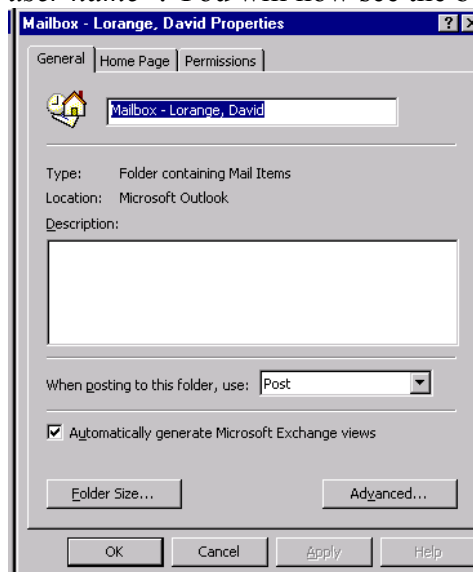 Mailbox - Lorange, David Properties
General Home Page Permissions
Mailbox - Lorange, David
Type: Folder containing Mail Items
Location: Microsoft Outlook
Description:
When posting to this folder, use: Post
Automatically generate Microsoft Exchange views
Folder Size... Advanced...
OK Cancel Apply Help